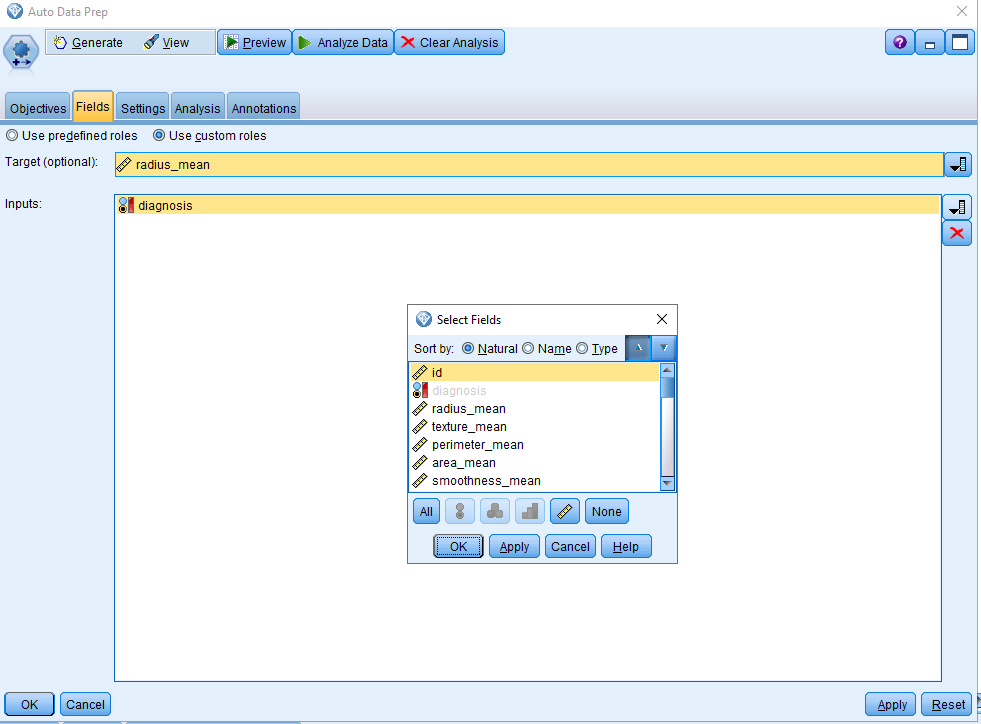 Auto Data Prep
Generate View Preview Analyze Data Clear Analysis
Objectives Fields Settings Analysis Annotations
Use predefined roles Use custom roles
Target (optional): radius_mean
Inputs: diagnosis
Select Fields
Sort by: Natural Name Type
id
diagnosis
radius_mean
texture_mean
perimeter_mean
area_mean
smoothness_mean
All None
OK Apply Cancel Help
OK Cancel Apply Reset